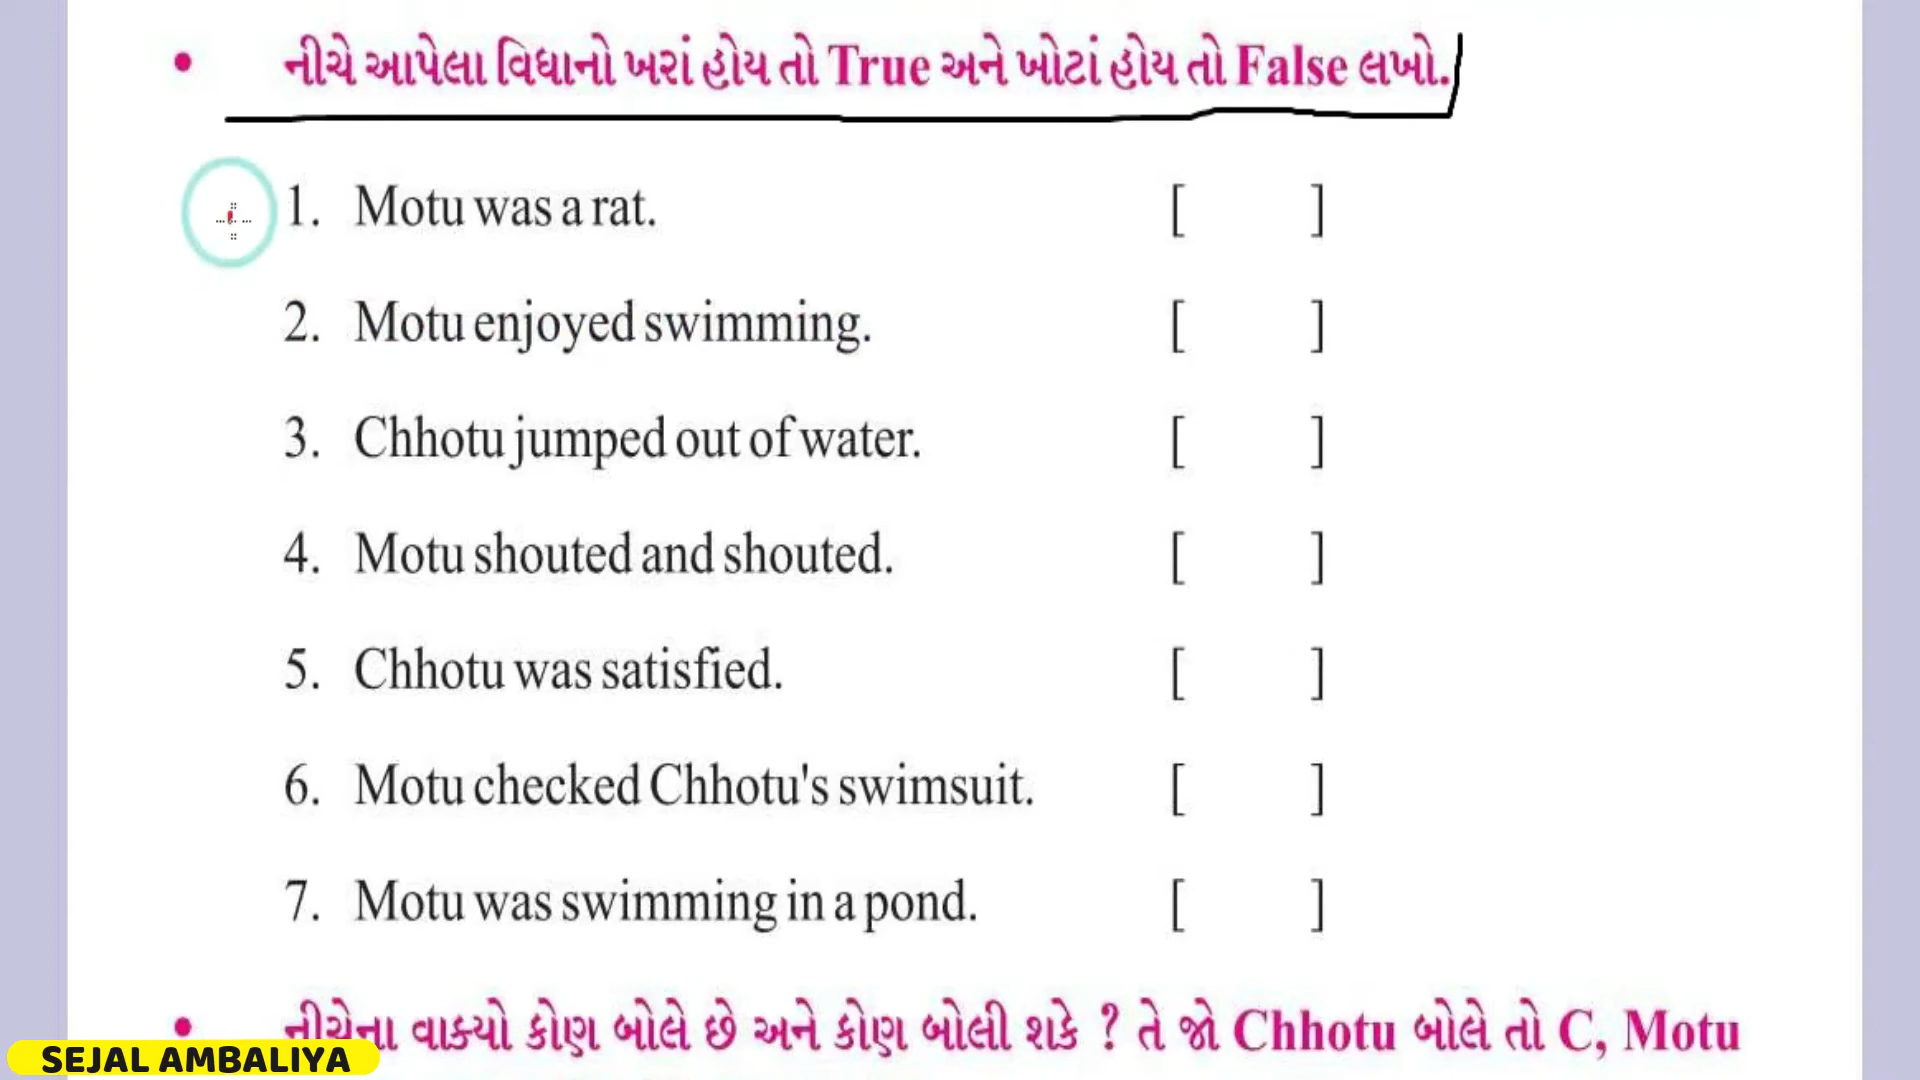 • નીચે આપેલા વિધાનો ખરાં હોય તો True અને ખોટાં હોય તો False લખો.
1. Motu was a rat. [ ]
2. Motu enjoyed swimming. [ ]
3. Chhotu jumped out of water. [ ]
4. Motu shouted and shouted. [ ]
5. Chhotu was satisfied. [ ]
6. Motu checked Chhotu's swimsuit. [ ]
7. Motu was swimming in a pond. [ ]
• નીચેના વાક્યો કોણ બોલે છે અને કોણ બોલી શકે ? તે જો Chhotu બોલે તો C, Motu
SEJAL AMBALIYA